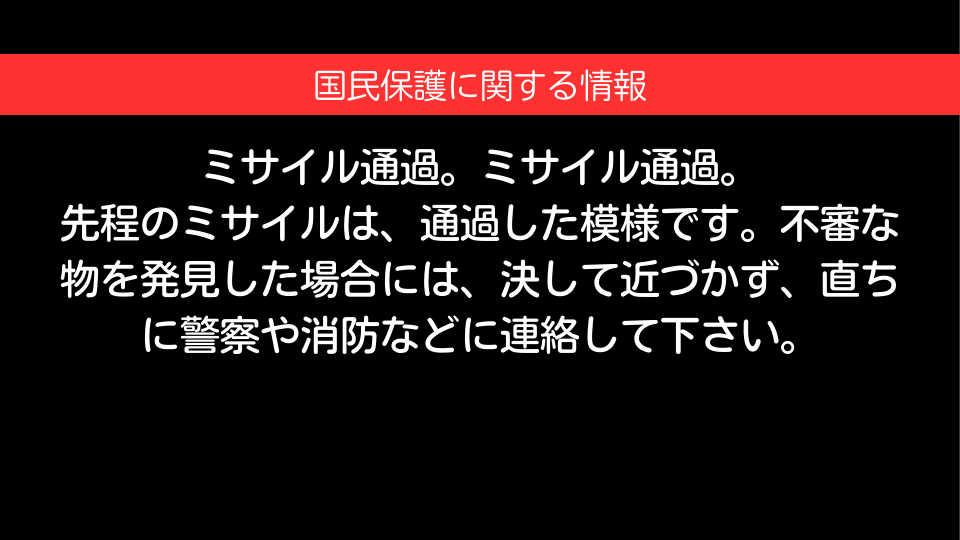 国民保護に関する情報
ミサイル通過。ミサイル通過。
先程のミサイルは、通過した模様です。不審な
物を発見した場合には、決して近づかず、直ち
に警察や消防などに連絡して下さい。